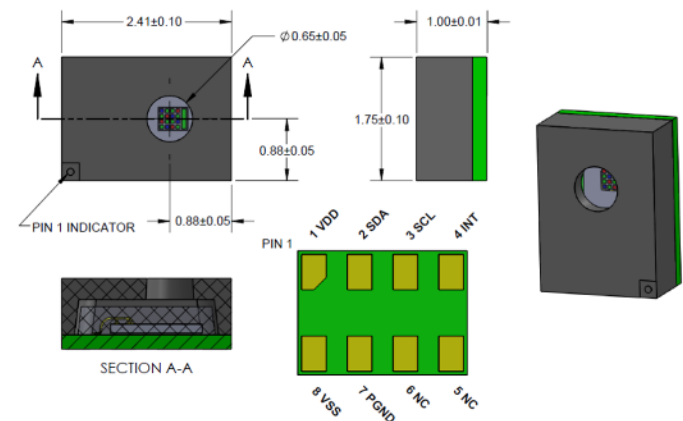 2.41±0.10
Ø0.65±0.05
1.00±0.01
A
A
1.75±0.10
0.88±0.05
0.88±0.05
PIN 1 INDICATOR
PIN 1
1 VDD
2 SDA
3 SCL
4 INT
SECTION A-A
8 VSS
7 PGND
6 NC
5 NC